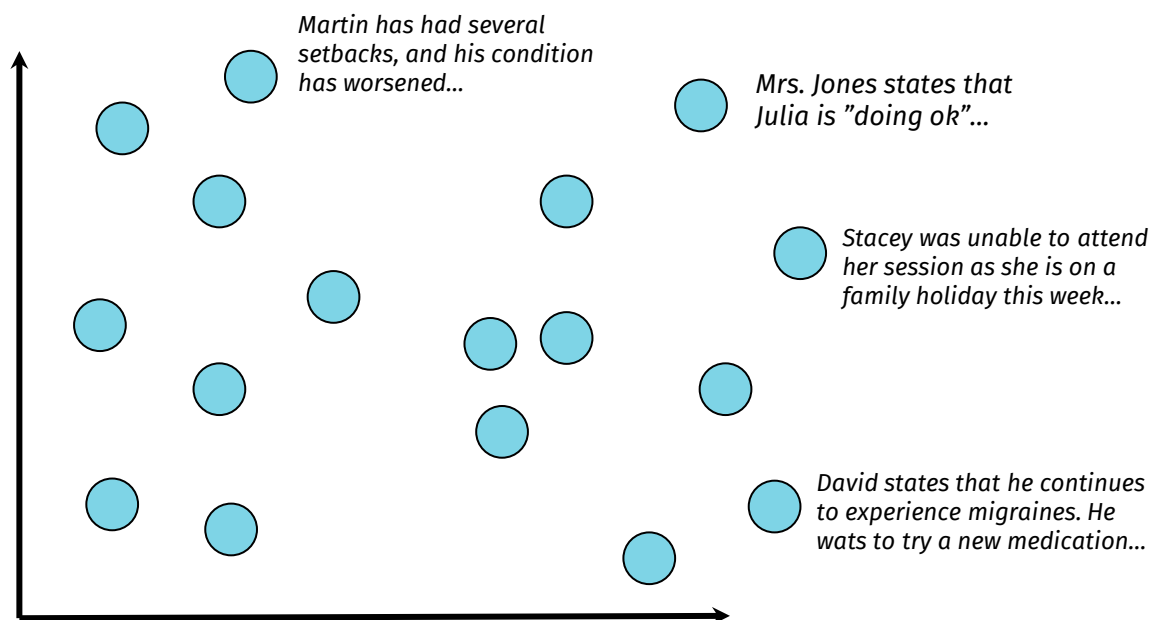 Martin has had several
setbacks, and his condition
has worsened...
Mrs. Jones states that
Julia is ”doing ok”...
Stacey was unable to attend
her session as she is on a
family holiday this week...
David states that he continues
to experience migraines. He
wats to try a new medication...